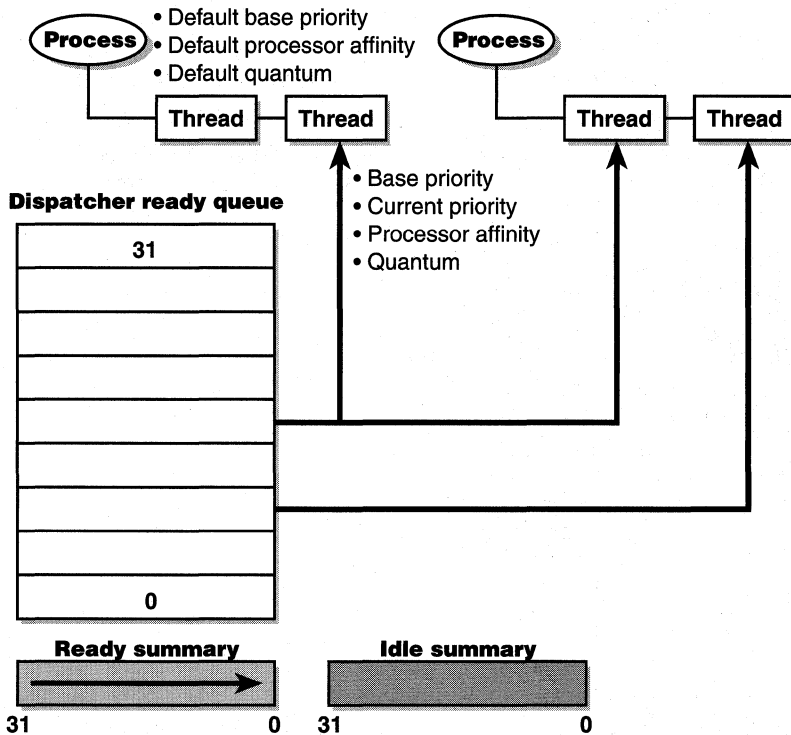 Process
• Default base priority
• Default processor affinity
• Default quantum
Process
Thread
Thread
Thread
Thread
• Base priority
• Current priority
• Processor affinity
• Quantum
Dispatcher ready queue
31
0
Ready summary
Idle summary
31
0
31
0